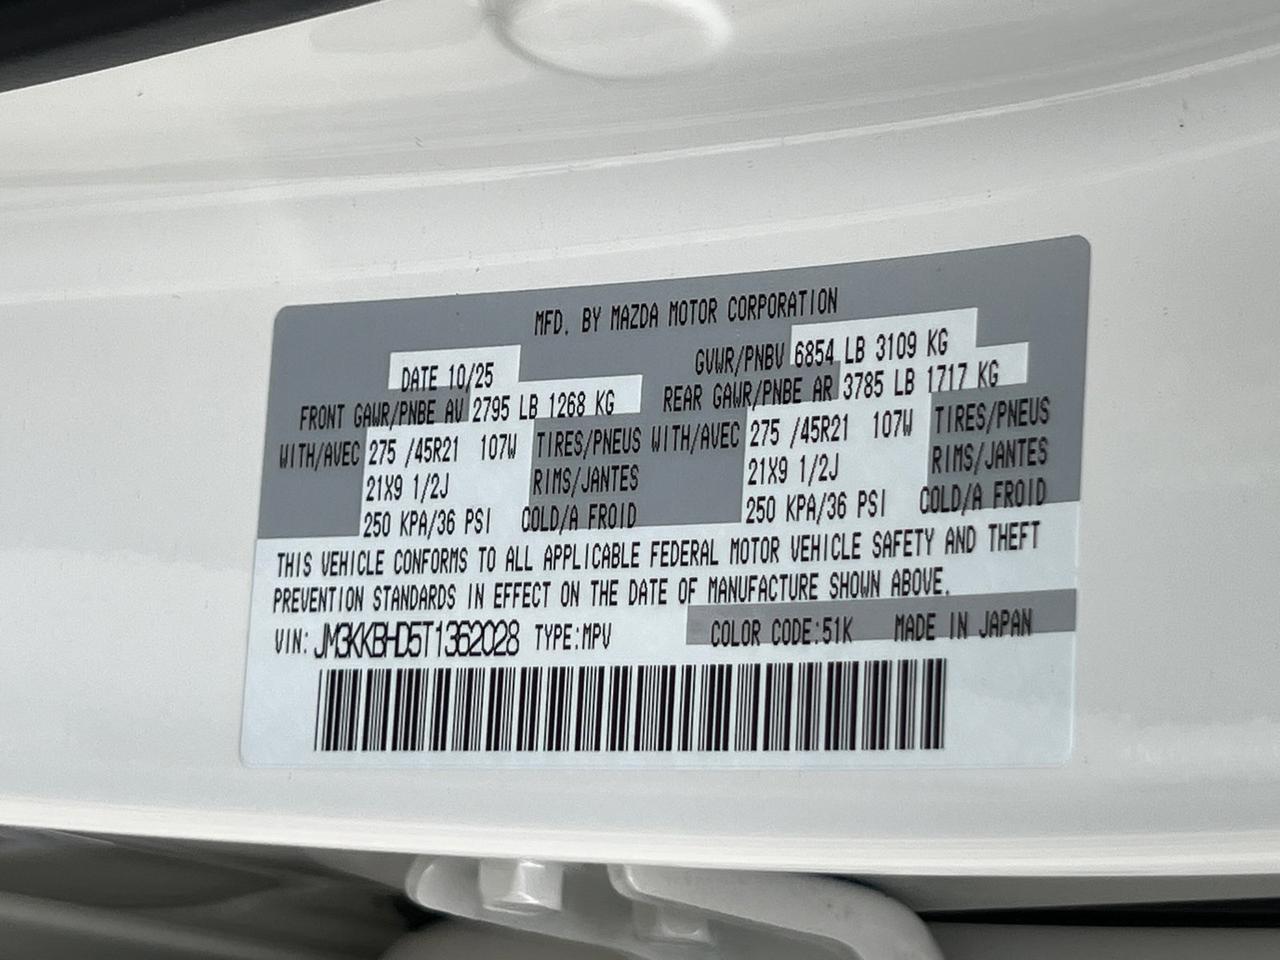 MFD. BY MAZDA MOTOR CORPORATION
DATE 10/25 GVWR/PNBV 6854 LB 3109 KG
FRONT GAWR/PNBE AV 2795 LB 1268 KG REAR GAWR/PNBE AR 3785 LB 1717 KG
WITH/AVEC 275 /45R21 107W TIRES/PNEUS WITH/AVEC 275 /45R21 107W TIRES/PNEUS
21X9 1/2J RIMS/JANTES 21X9 1/2J RIMS/JANTES
250 KPA/36 PSI COLD/A FROID 250 KPA/36 PSI COLD/A FROID
THIS VEHICLE CONFORMS TO ALL APPLICABLE FEDERAL MOTOR VEHICLE SAFETY AND THEFT
PREVENTION STANDARDS IN EFFECT ON THE DATE OF MANUFACTURE SHOWN ABOVE.
VIN: JM3KKBHD5T1362028 TYPE:MPV COLOR CODE:51K MADE IN JAPAN